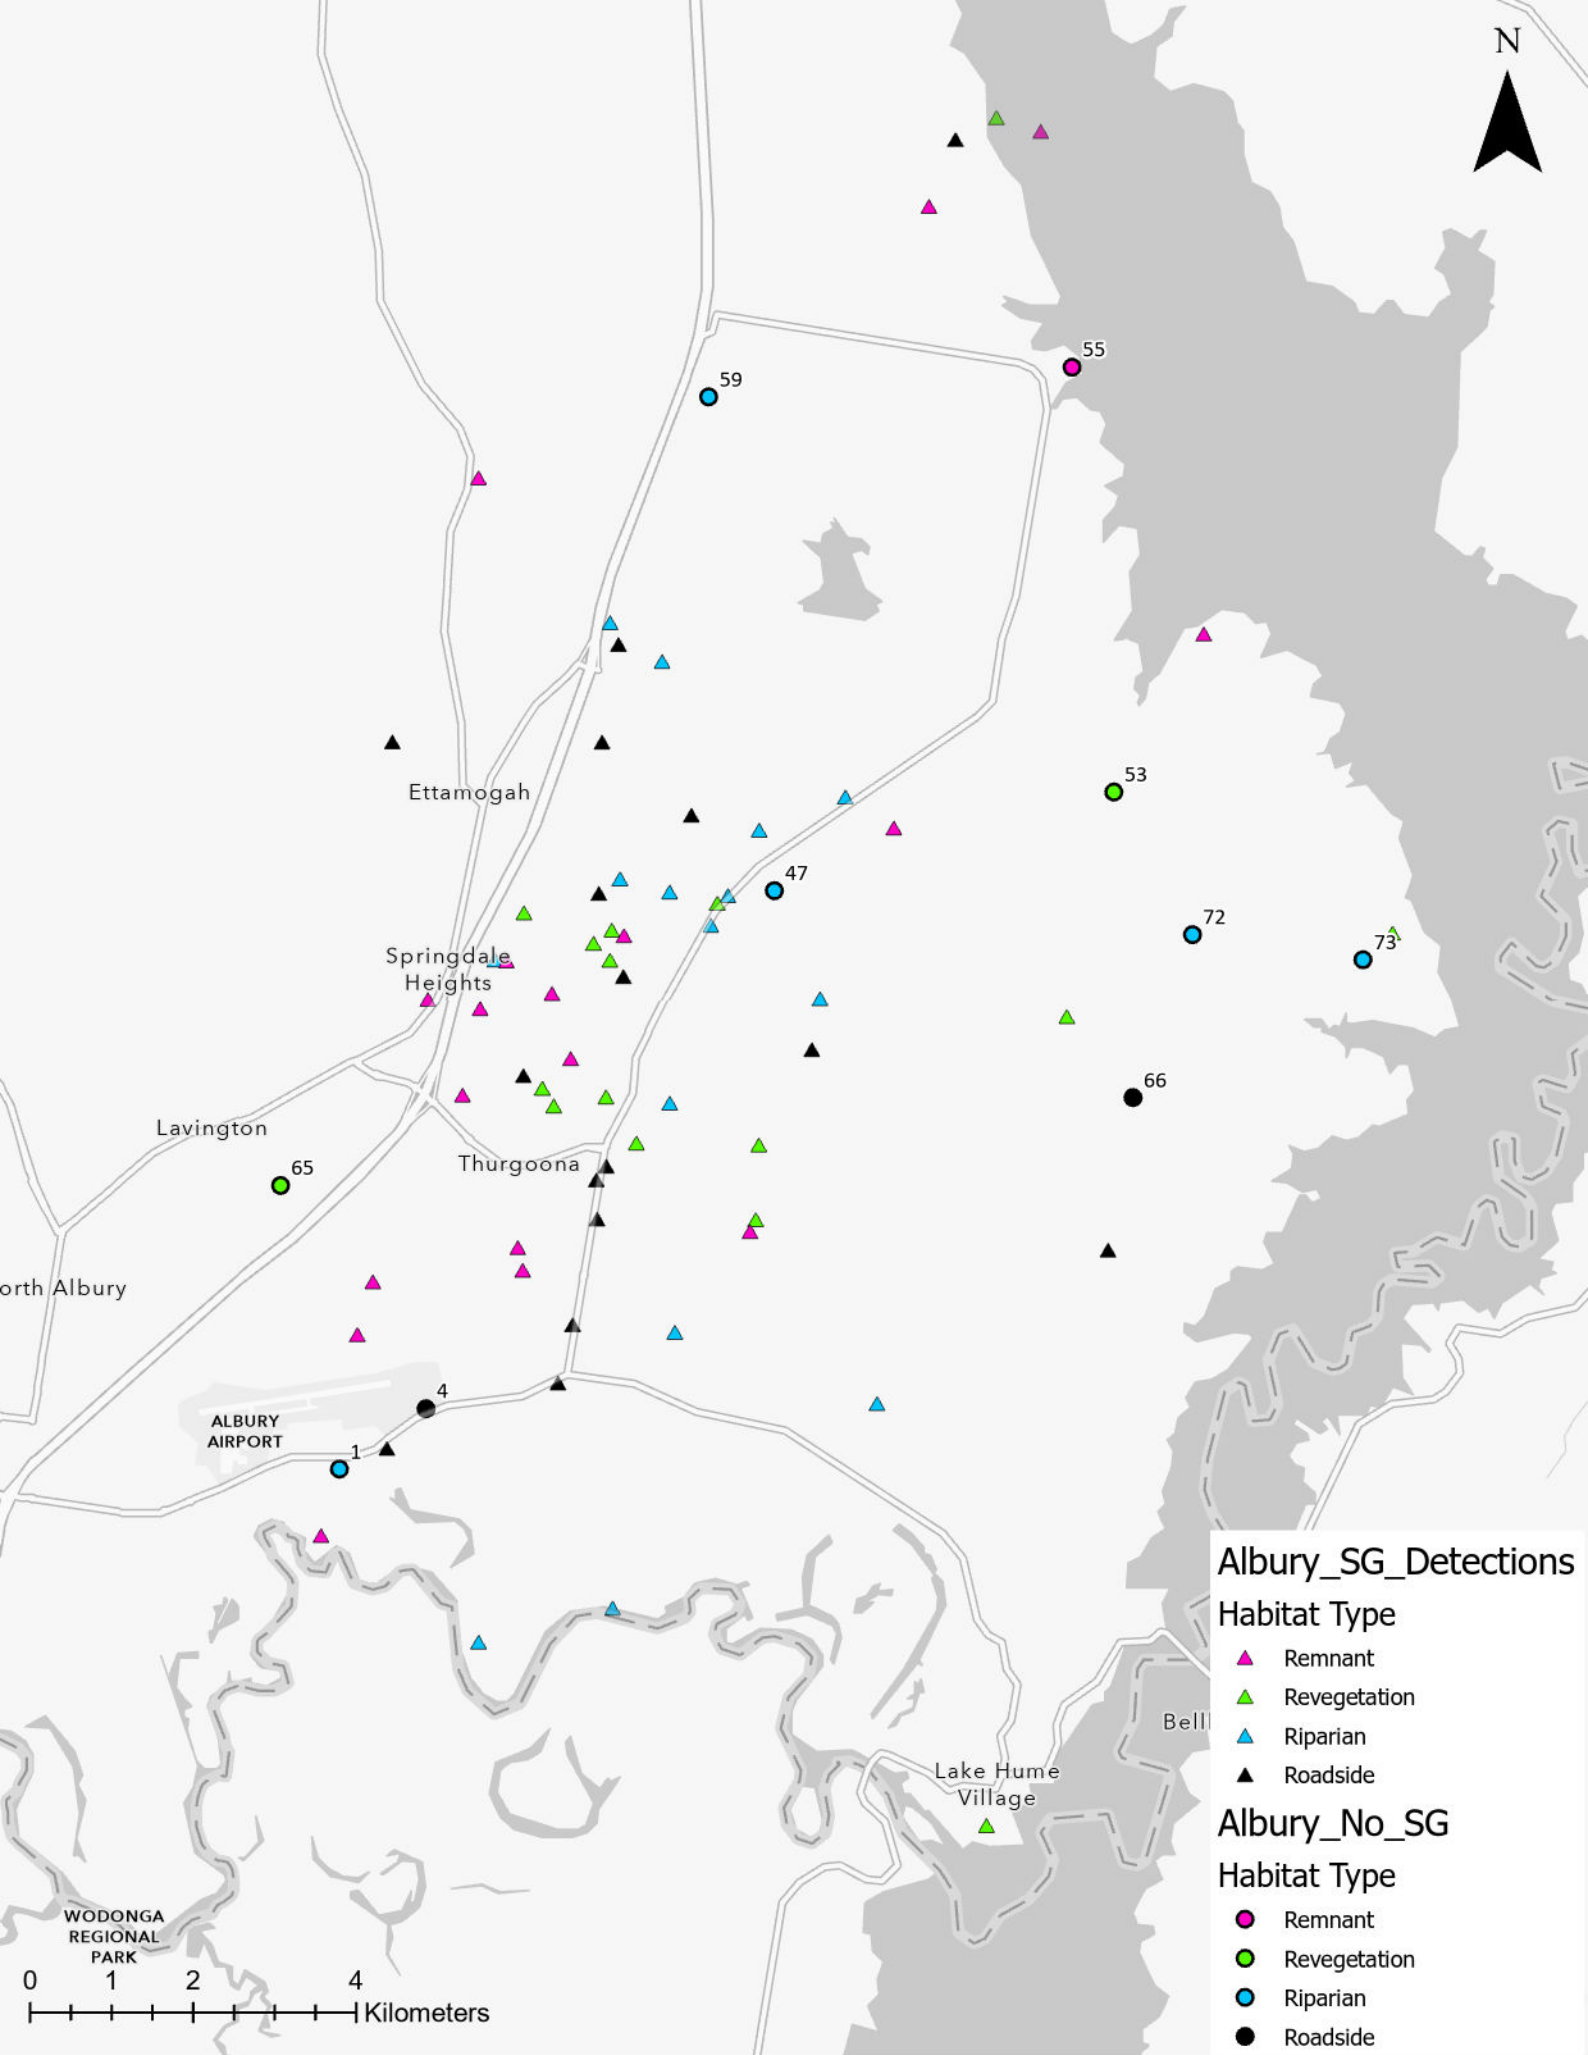 N
55
59
53
Ettamogah
47
72
73
Springdale
Heights
66
Lavington
Thurgoona
65
orth Albury
4
ALBURY
AIRPORT
1
Lake Hume
Village
Bell
WODONGA
REGIONAL
PARK
0 1 2 4
Kilometers
Albury_SG_Detections
Habitat Type
Remnant
Revegetation
Riparian
Roadside
Albury_No_SG
Habitat Type
Remnant
Revegetation
Riparian
Roadside